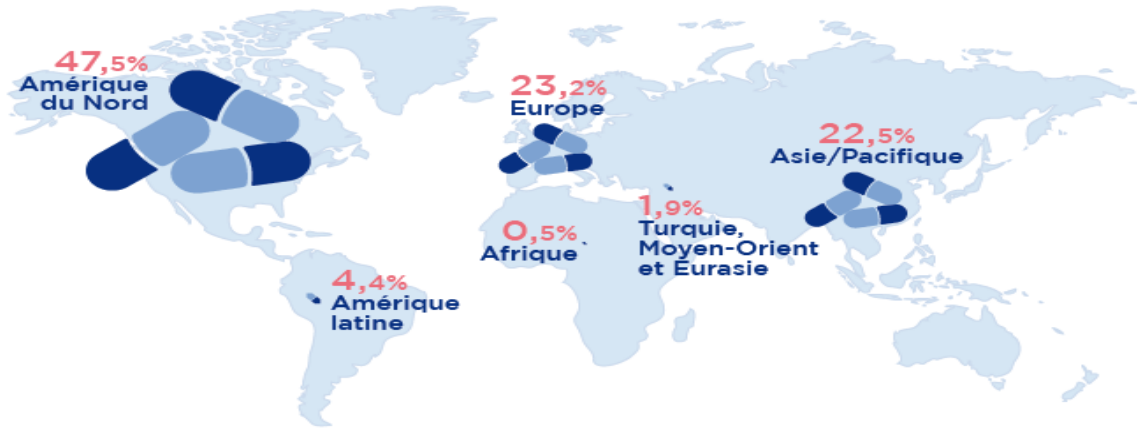 47,5%
Amérique
du Nord
23,2%
Europe
22,5%
Asie/Pacifique
1,9%
Turquie,
Moyen-Orient
et Eurasie
0,5%
Afrique
4,4%
Amérique
latine